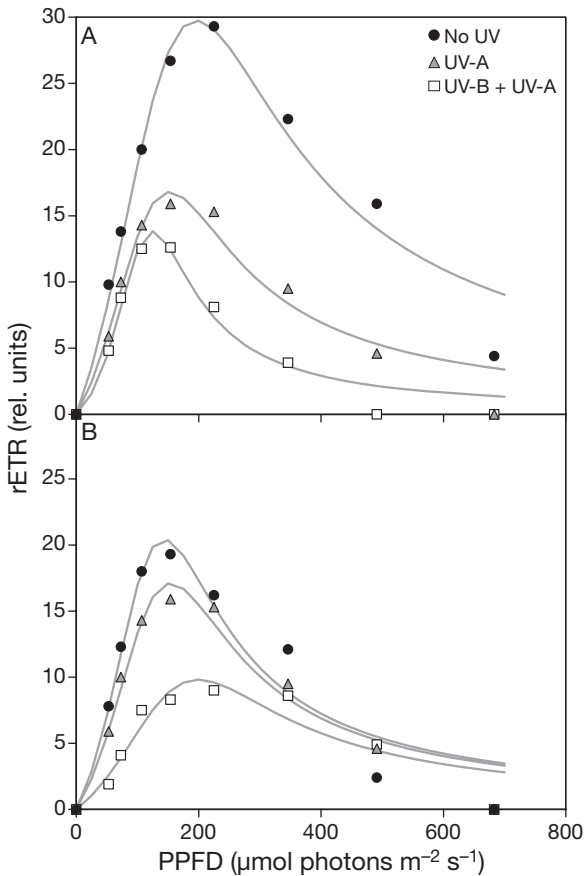 30
A
No UV
UV-A
UV-B + UV-A
25
20
15
10
5
0
rETR (rel. units)
B
25
20
15
10
5
0
0 200 400 600 800
PPFD (µmol photons m⁻² s⁻¹)